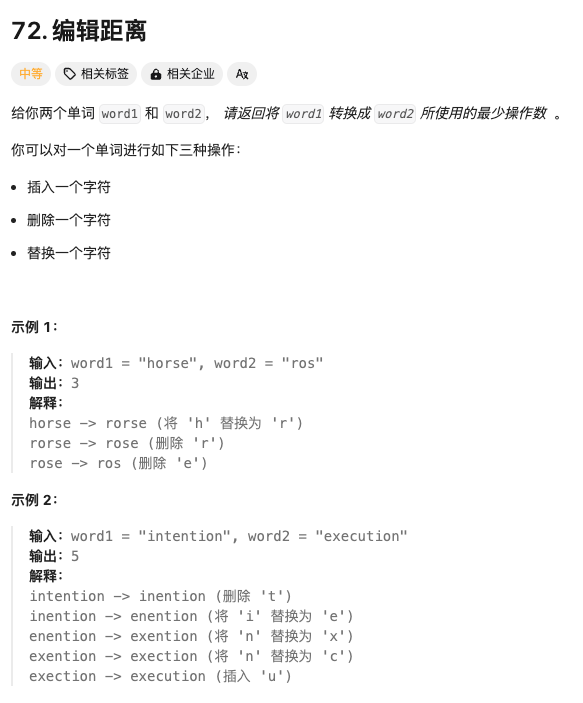 72. 编辑距离
中等 相关标签 相关企业 Aあ
给你两个单词 word1 和 word2， 请返回将 word1 转换成 word2 所使用的最少操作数 。
你可以对一个单词进行如下三种操作：
• 插入一个字符
• 删除一个字符
• 替换一个字符
示例 1：
输入：word1 = "horse", word2 = "ros"
输出：3
解释：
horse -> rorse (将 'h' 替换为 'r')
rorse -> rose (删除 'r')
rose -> ros (删除 'e')
示例 2：
输入：word1 = "intention", word2 = "execution"
输出：5
解释：
intention -> inention (删除 't')
inention -> enention (将 'i' 替换为 'e')
enention -> exention (将 'n' 替换为 'x')
exention -> exection (将 'n' 替换为 'c')
exection -> execution (插入 'u')